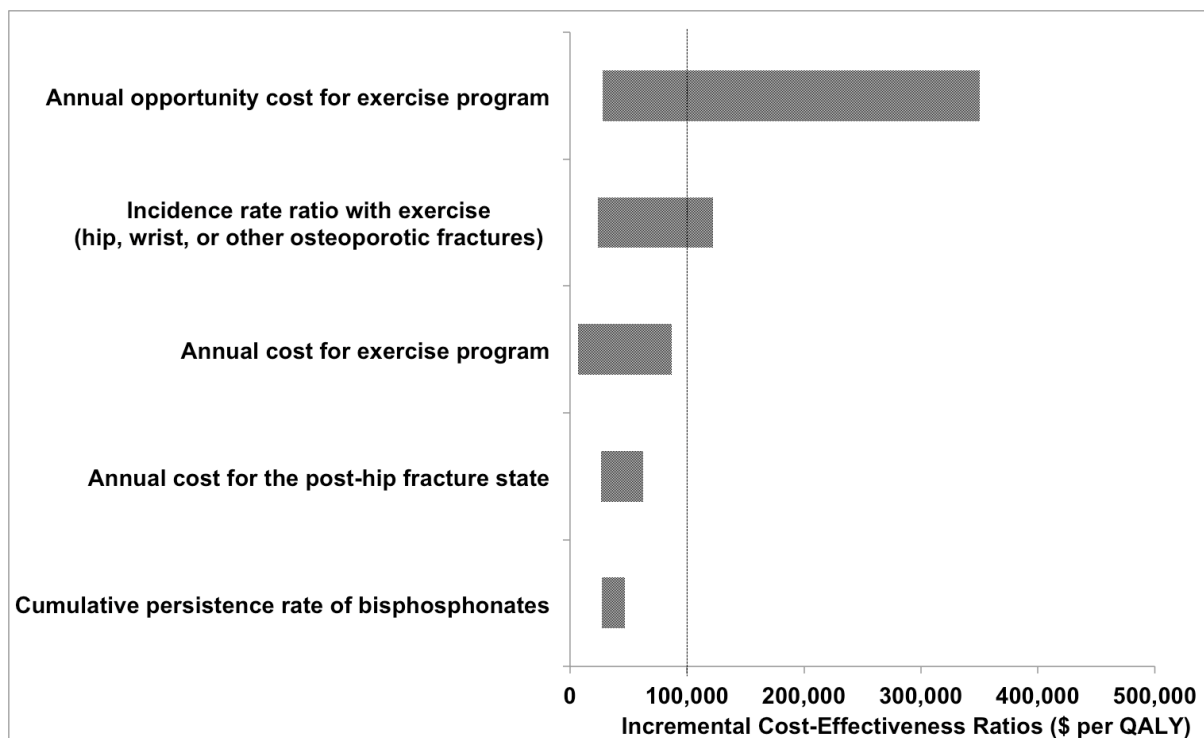 Annual opportunity cost for exercise program
Incidence rate ratio with exercise
(hip, wrist, or other osteoporotic fractures)
Annual cost for exercise program
Annual cost for the post-hip fracture state
Cumulative persistence rate of bisphosphonates
0 100,000 200,000 300,000 400,000 500,000
Incremental Cost-Effectiveness Ratios ($ per QALY)